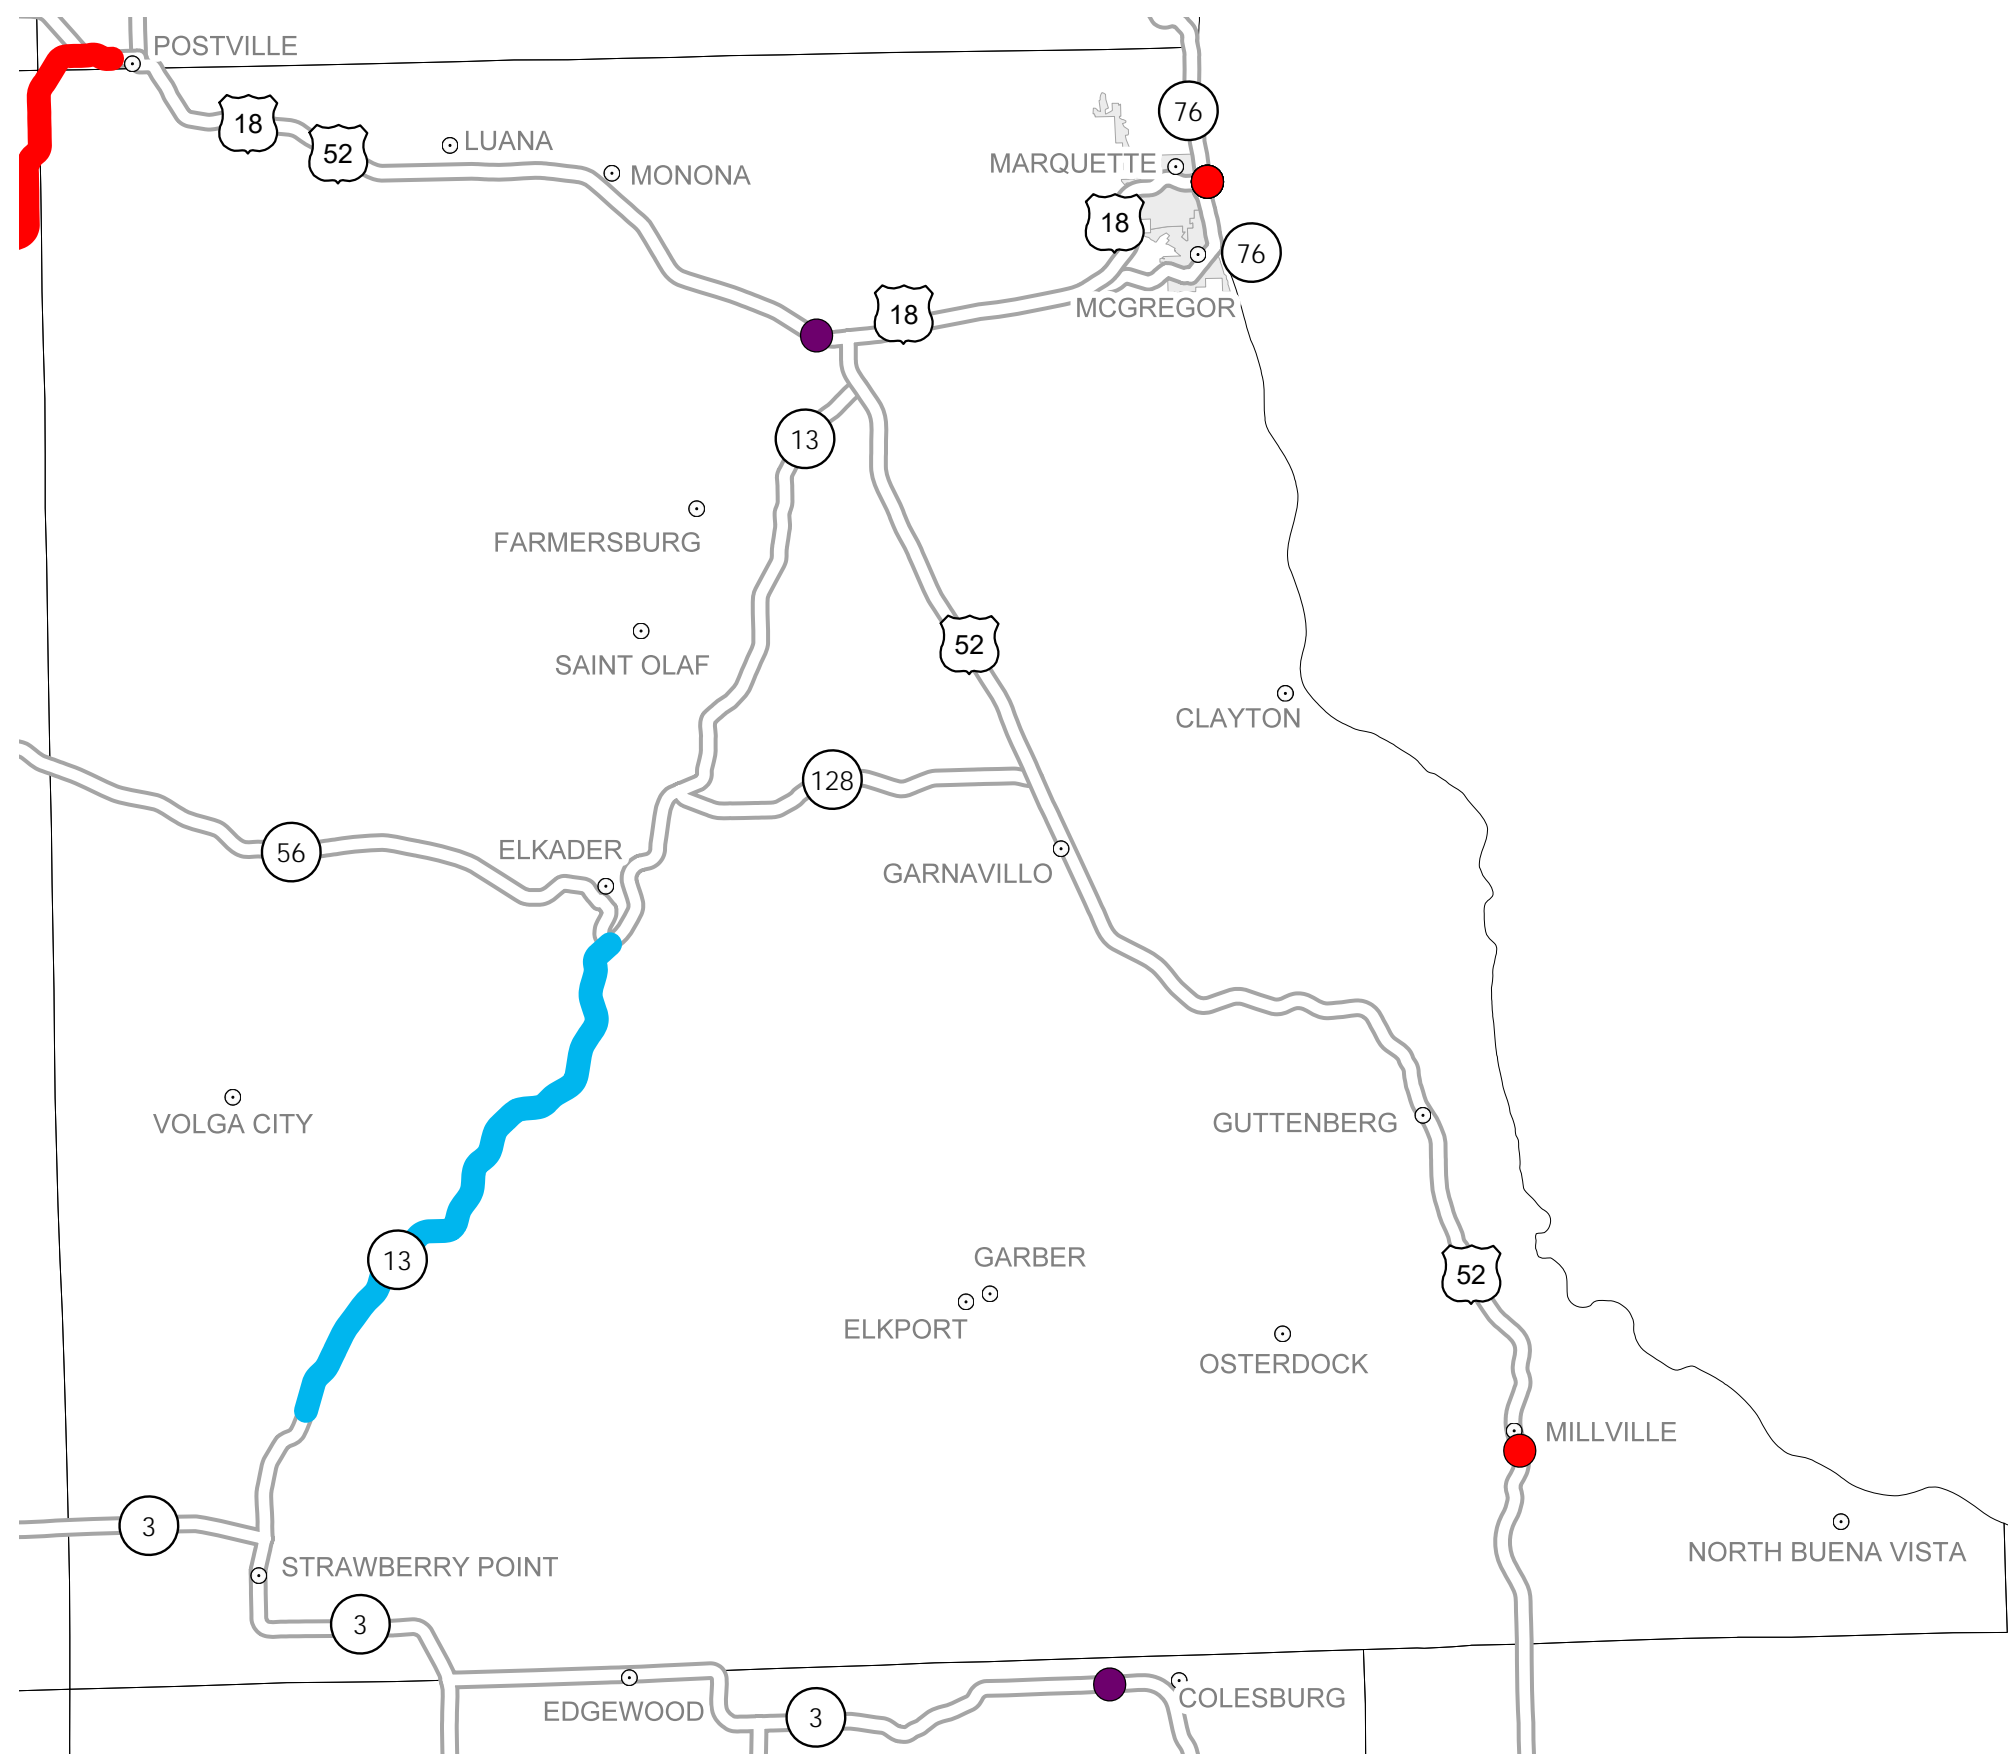 POSTVILLE
76
18
LUANA
52
MARQUETTE
MONONA
18
76
MCGREGOR
18
13
FARMERSBURG
52
SAINT OLAF
CLAYTON
128
56
ELKADER
GARNAVILLO
VOLGA CITY
GUTTENBERG
13
GARBER
52
ELKPORT
OSTERDOCK
MILLVILLE
3
NORTH BUENA VISTA
STRAWBERRY POINT
3
EDGEWOOD
COLESBURG
3